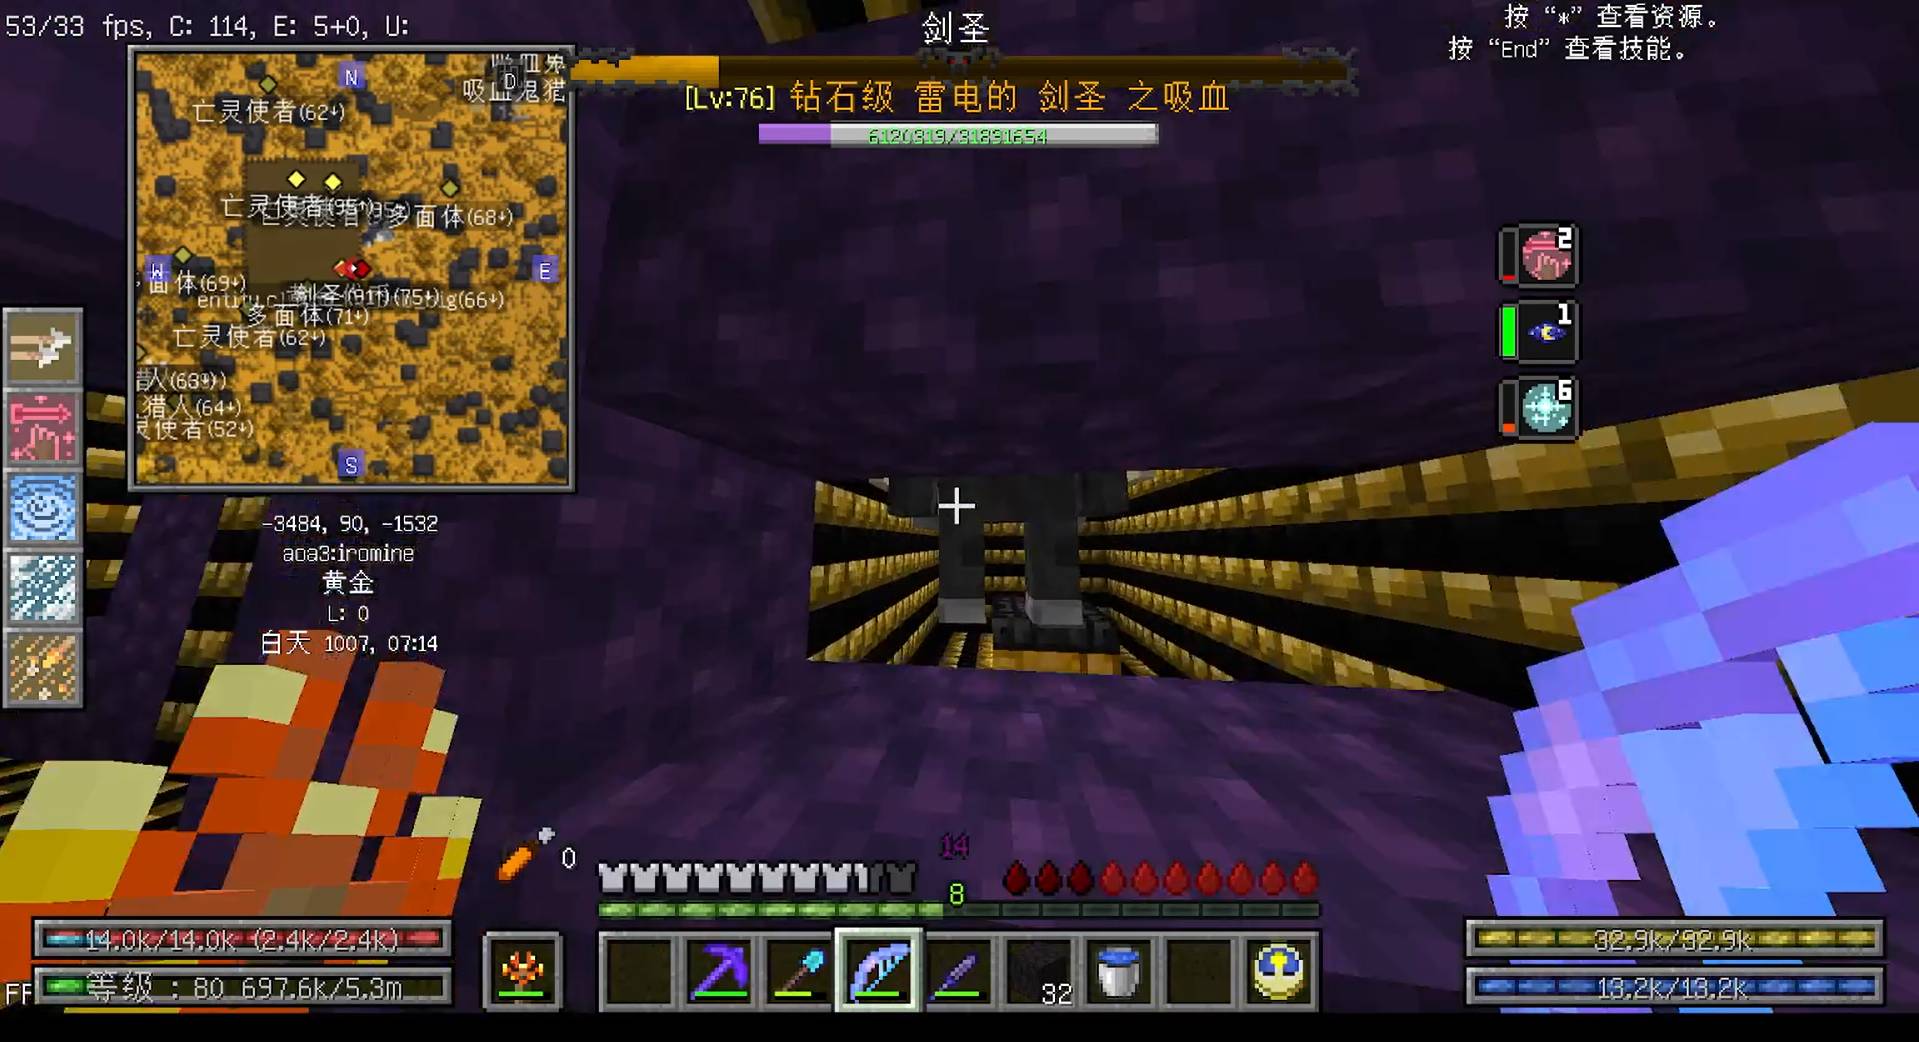 53/33 fps, C: 114, E: 5+0, U:
剑圣
按 “*” 查看资源。
按 “End” 查看技能。
[Lv:76] 钻石级 雷电的 剑圣 之吸血
6120819/31891654
N
D
吸血鬼猪
亡灵使者(62↓)
亡灵使者(95↑)
多面体(68↓)
W
E
面体(69↓)
剑圣(91↑)
(75↓)
ig(66↓)
多面体(71↓)
亡灵使者(62↓)
猎人(64↓)
灵使者(52↓)
S
-3484, 90, -1532
aoa3:iromine
黄金
L: 0
白天 1007, 07:14
2
1
6
0
14
8
14.0k/14.0k (2.4k/2.4k)
等级 : 80 697.6k/5.3m
32
32.9k/32.9k
13.2k/13.2k